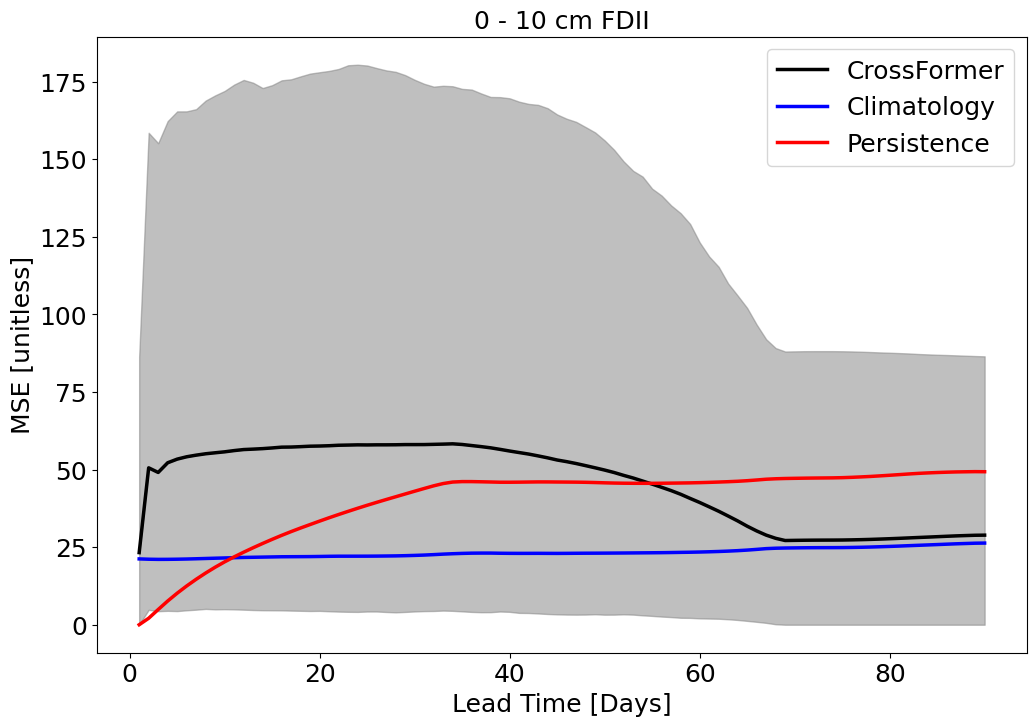 0 - 10 cm FDII
CrossFormer
Climatology
Persistence
MSE [unitless]
175
150
125
100
75
50
25
0
0 20 40 60 80
Lead Time [Days]